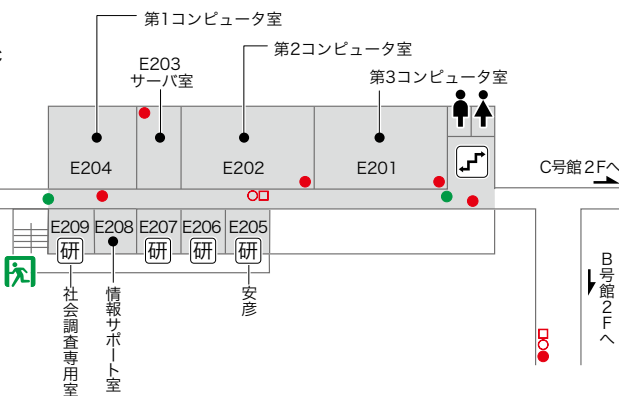 第1コンピュータ室
第2コンピュータ室
E203
サーバ室
第3コンピュータ室
E204
E202
E201
C号館2Fへ
E209
E208
E207
E206
E205
研
研
研
研
社会調査専用室
情報サポート室
安彦
B号館2Fへ